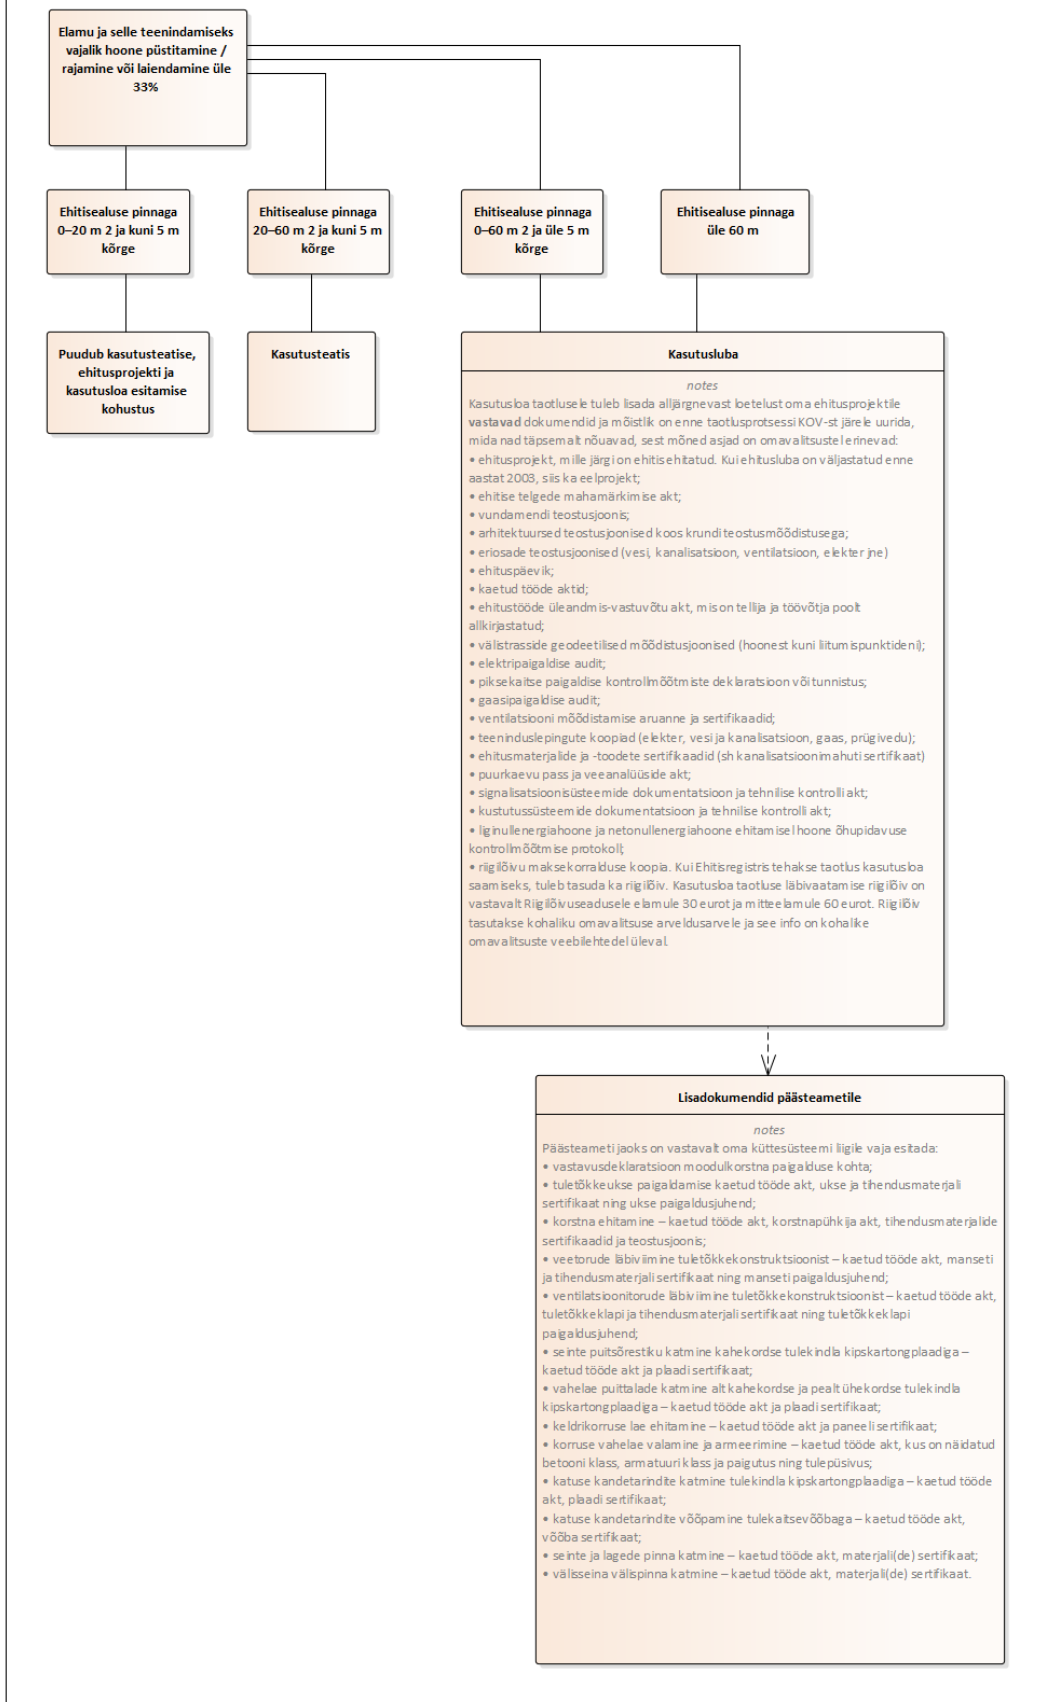 Elamu ja selle teenindamiseks
vajalik hoone püstitamine /
rajamine või laiendamine üle
33%
Ehitisealuse pinnaga
0–20 m 2 ja kuni 5 m
kõrge
Ehitisealuse pinnaga
20–60 m 2 ja kuni 5 m
kõrge
Ehitisealuse pinnaga
0–60 m 2 ja üle 5 m
kõrge
Ehitisealuse pinnaga
üle 60 m
Puudub kasutusteatise,
ehitusprojekti ja
kasutusloa esitamise
kohustus
Kasutusteatis
Kasutusluba
notes
Kasutusloa taotlusele tuleb lisada alljärgnevast loetelust oma ehitusprojektile
vastavad dokumendid ja mõistlik on enne taotlusprotsessi KOV-st järele uurida,
mida nad täpsemalt nõuavad, sest mõned asjad on omavalitsustel erinevad:
• ehitusprojekt, mille järgi on ehitis ehitatud. Kui ehitusluba on väljastatud enne
aastat 2003, siis ka eelprojekt;
• ehitise telgede mahamärkimise akt;
• vundamendi teostusjoonis;
• arhitektuursed teostusjoonised koos krundi teostusmõõdistusega;
• eriosade teostusjoonised (vesi, kanalisatsioon, ventilatsioon, elekter jne)
• ehituspäevik;
• kaetud tööde aktid;
• ehitustööde üleandmis-vastuvõtu akt, mis on tellija ja töövõtja poolt
allkirjastatud;
• välistrasside geodeetilised mõõdistusjoonised (hoonest kuni liitumispunktideni);
• elektripaigaldise audit;
• piksekaitse paigaldise kontrollmõõtmiste deklaratsioon või tunnistus;
• gaasipaigaldise audit;
• ventilatsiooni mõõdistamise aruanne ja sertifikaadid;
• teeninduslepingute koopiad (elekter, vesi ja kanalisatsioon, gaas, prügivedu);
• ehitusmaterjalide ja -toodete sertifikaadid (sh kanalisatsioonimahuti sertifikaat)
• puurkaevu pass ja veeanalüüside akt;
• signalisatsioonisüsteemide dokumentatsioon ja tehnilise kontrolli akt;
• kustutussüsteemide dokumentatsioon ja tehnilise kontrolli akt;
• liginullenergiahoone ja netonullenergiahoone ehitamisel hoone õhupidavuse
kontrollmõõtmise protokoll;
• riigilõivu maksekorralduse koopia. Kui Ehitisregistris tehakse taotlus kasutusloa
saamiseks, tuleb tasuda ka riigilõiv. Kasutusloa taotluse läbivaatamise riigilõiv on
vastavalt Riigilõivuseadusele elamule 30 eurot ja mitteelamule 60 eurot. Riigilõiv
tasutakse kohaliku omavalitsuse arveldusarvele ja see info on kohalike
omavalitsuste veebilehtedel üleval.
Lisadokumendid päästeametile
notes
Päästeameti jaoks on vastavalt oma küttesüsteemi liigile vaja esitada:
• vastavusdeklaratsioon moodulkorstna paigalduse kohta;
• tuletõkkeukse paigaldamise kaetud tööde akt, ukse ja tihendusmaterjali
sertifikaat ning ukse paigaldusjuhend;
• korstna ehitamine – kaetud tööde akt, korstnapühkija akt, tihendusmaterjalide
sertifikaadid ja teostusjoonis;
• veetorude läbiviimine tuletõkkekonstruktsioonist – kaetud tööde akt, manseti
ja tihendusmaterjali sertifikaat ning manseti paigaldusjuhend;
• ventilatsioonitorude läbiviimine tuletõkkekonstruktsioonist – kaetud tööde akt,
tuletõkkeklapi ja tihendusmaterjali sertifikaat ning tuletõkkeklapi
paigaldusjuhend;
• seinte puitsõrestiku katmine kahekordse tulekindla kipskartongplaadiga –
kaetud tööde akt ja plaadi sertifikaat;
• vahelae puittalade katmine alt kahekordse ja pealt ühekordse tulekindla
kipskartongplaadiga – kaetud tööde akt ja plaadi sertifikaat;
• keldrikorruse lae ehitamine – kaetud tööde akt ja paneeli sertifikaat;
• korruse vahelae valamine ja armeerimine – kaetud tööde akt, kus on näidatud
betooni klass, armatuuri klass ja paigutus ning tulepüsivus;
• katuse kandetarindite katmine tulekindla kipskartongplaadiga – kaetud tööde
akt, plaadi sertifikaat;
• katuse kandetarindite võõpamine tulekaitsevõõbaga – kaetud tööde akt,
võõba sertifikaat;
• seinte ja lagede pinna katmine – kaetud tööde akt, materjali(de) sertifikaat;
• välisseina välispinna katmine – kaetud tööde akt, materjali(de) sertifikaat.